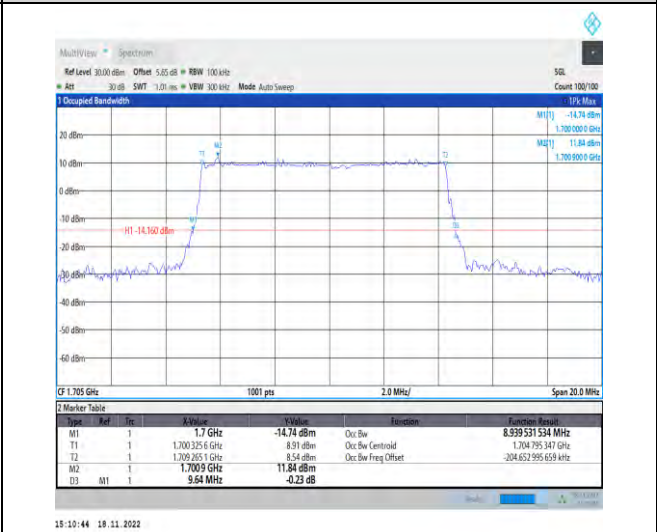 MultiView Spectrum
Ref Level 30.00 dBm Offset 5.85 dB RBW 100 kHz SGL
Att 30 dB SWT 1.01 ms VBW 300 kHz Mode Auto Sweep Count 100/100
1 Occupied Bandwidth 1Pk Max
M1[1] -14.74 dBm
1.700 000 0 GHz
20 dBm
M2[1] 11.84 dBm
1.700 900 0 GHz
T1 M2 T2
10 dBm
0 dBm
-10 dBm
M1
H1 -14.160 dBm
-20 dBm
-30 dBm
-40 dBm
-50 dBm
-60 dBm
CF 1.705 GHz 1001 pts 2.0 MHz/ Span 20.0 MHz
2 Marker Table
Type Ref Trc X-Value Y-Value Function Function Result
M1 1 1.7 GHz -14.74 dBm Occ Bw 8.939 531 534 MHz
T1 1 1.700 325 6 GHz 8.91 dBm Occ Bw Centroid 1.704 795 347 GHz
T2 1 1.709 265 1 GHz 8.54 dBm Occ Bw Freq Offset -204.652 995 659 kHz
M2 1 1.7009 GHz 11.84 dBm
D3 M1 1 9.64 MHz -0.23 dB
15:10:44 18.11.2022